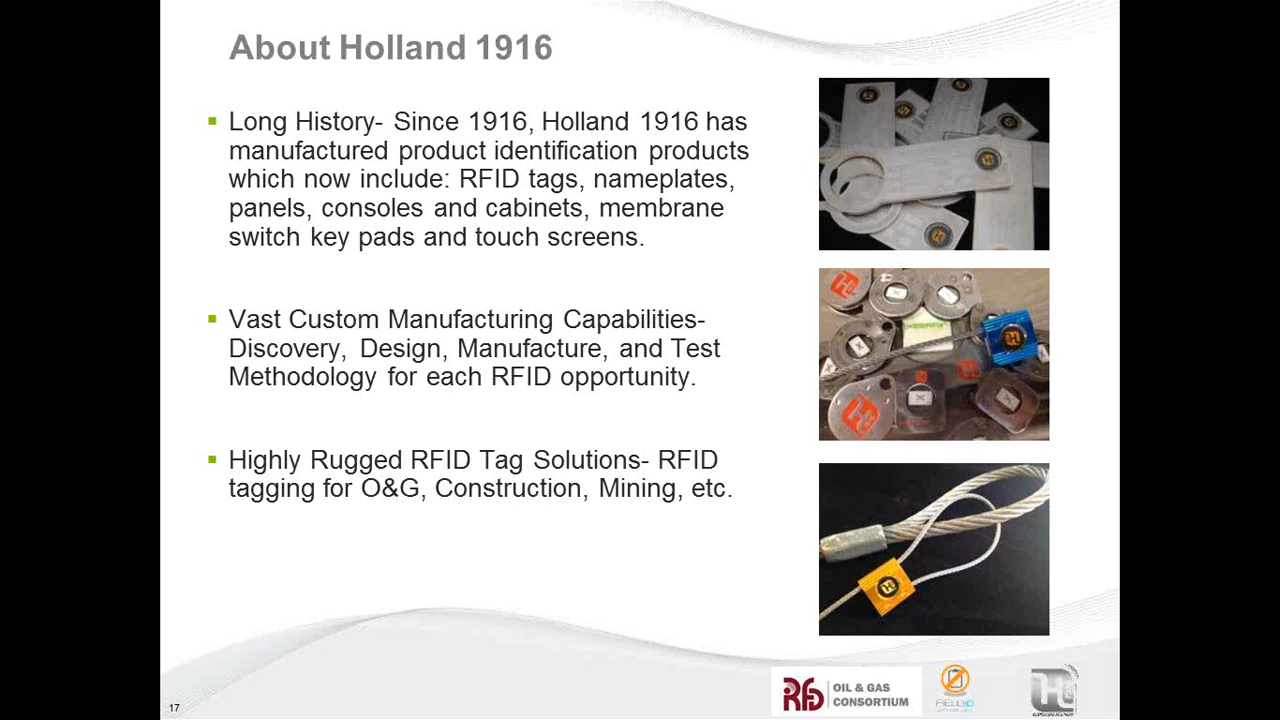 About Holland 1916
Long History- Since 1916, Holland 1916 has
manufactured product identification products
which now include: RFID tags, nameplates,
panels, consoles and cabinets, membrane
switch key pads and touch screens.
Vast Custom Manufacturing Capabilities-
Discovery, Design, Manufacture, and Test
Methodology for each RFID opportunity.
Highly Rugged RFID Tag Solutions- RFID
tagging for O&G, Construction, Mining, etc.
OIL & GAS
CONSORTIUM
17